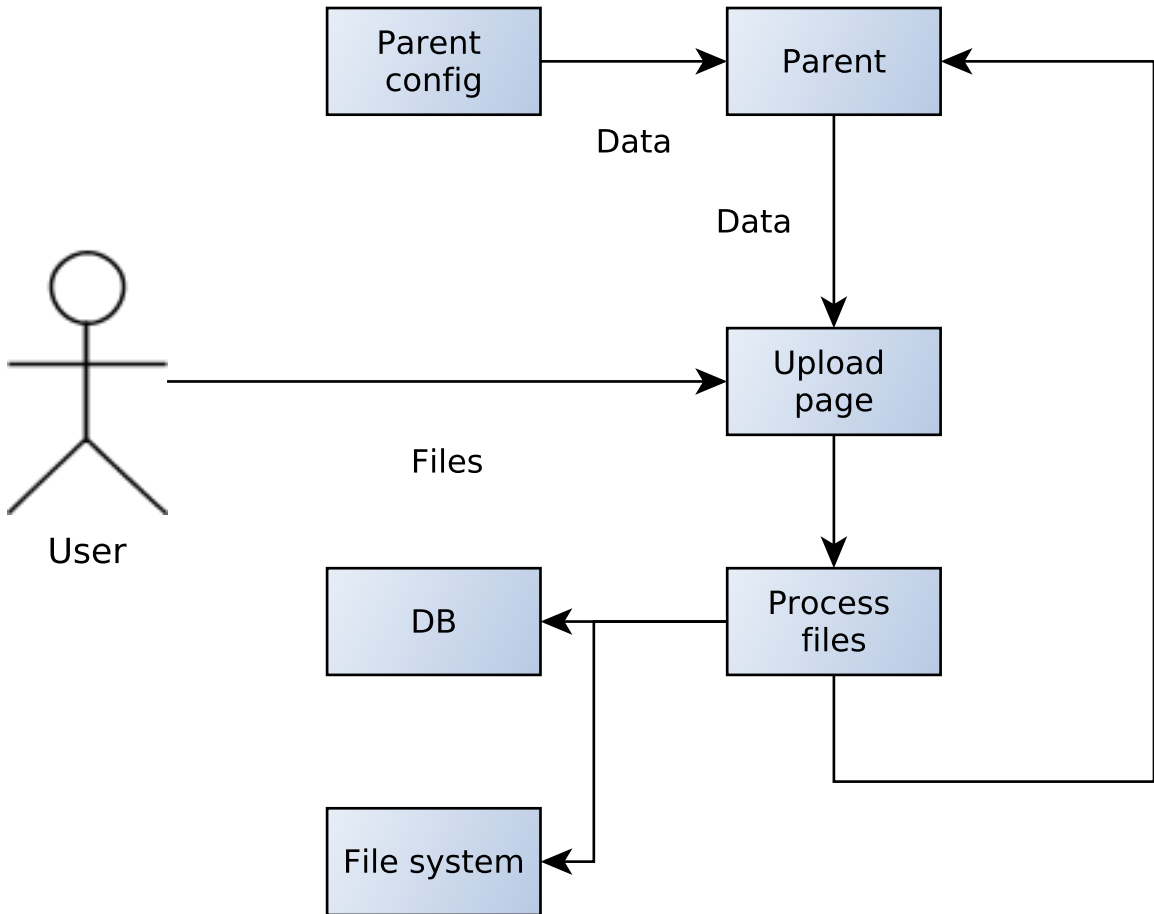 Parent
config
Parent
Data
Data
Upload
page
Files
User
DB
Process
files
File system